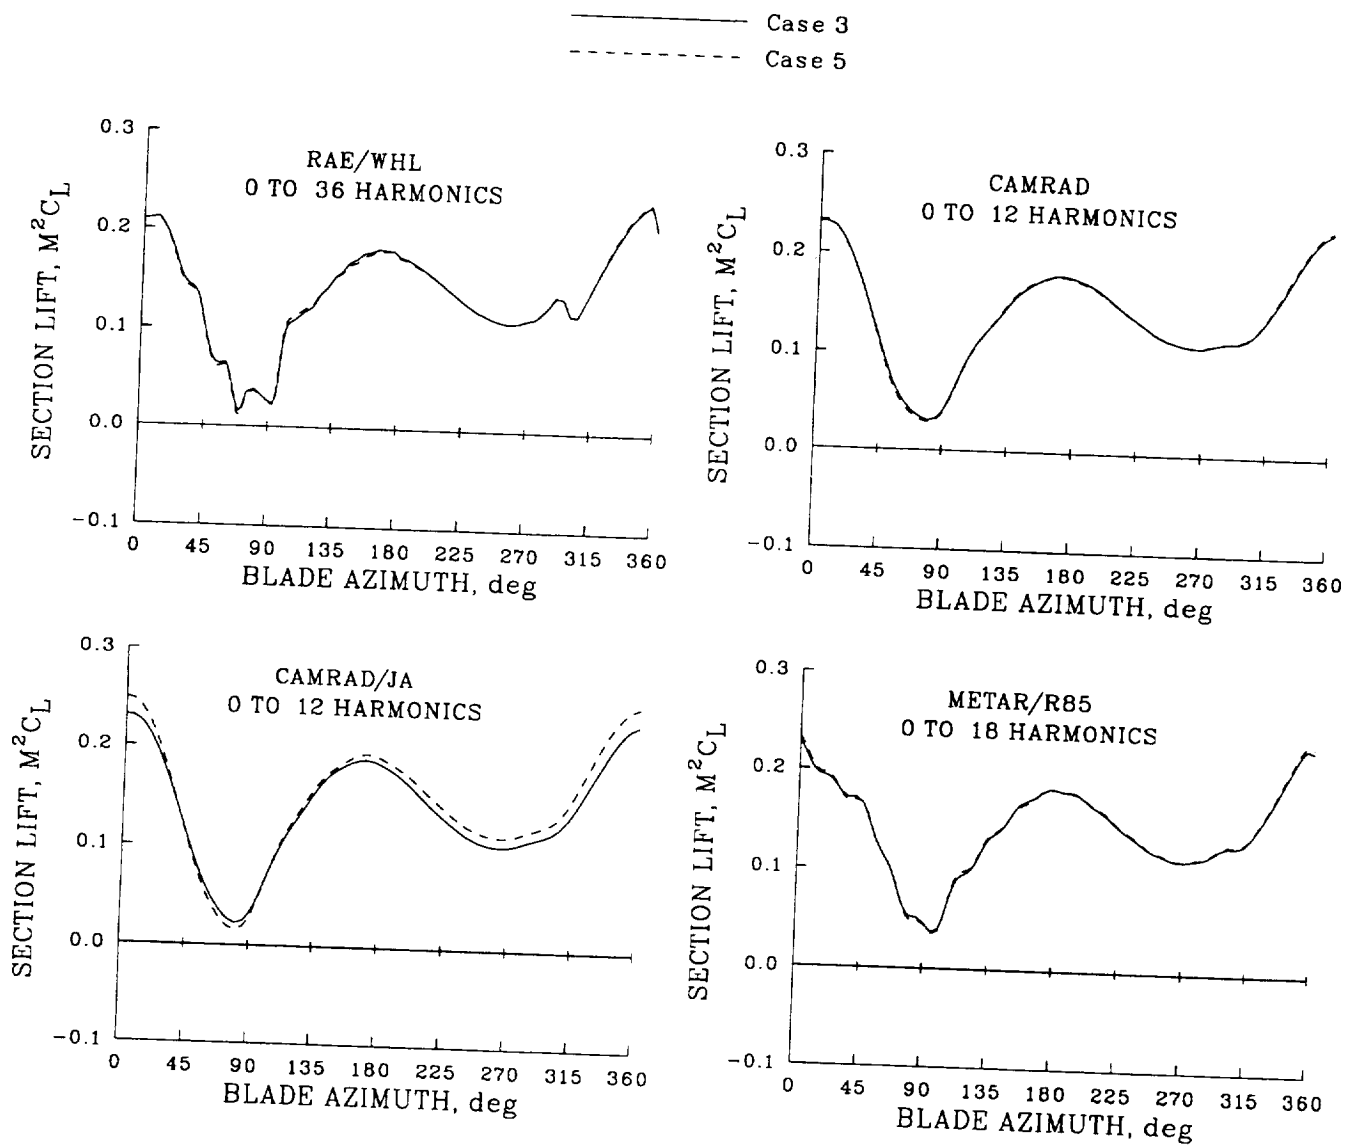 Case 3
Case 5
RAE/WHL
0 TO 36 HARMONICS
SECTION LIFT, M²C_L
0.3
0.2
0.1
0.0
-0.1
0 45 90 135 180 225 270 315 360
BLADE AZIMUTH, deg
CAMRAD
0 TO 12 HARMONICS
SECTION LIFT, M²C_L
0.3
0.2
0.1
0.0
-0.1
0 45 90 135 180 225 270 315 360
BLADE AZIMUTH, deg
CAMRAD/JA
0 TO 12 HARMONICS
SECTION LIFT, M²C_L
0.3
0.2
0.1
0.0
-0.1
0 45 90 135 180 225 270 315 360
BLADE AZIMUTH, deg
METAR/R85
0 TO 18 HARMONICS
SECTION LIFT, M²C_L
0.3
0.2
0.1
0.0
-0.1
0 45 90 135 180 225 270 315 360
BLADE AZIMUTH, deg